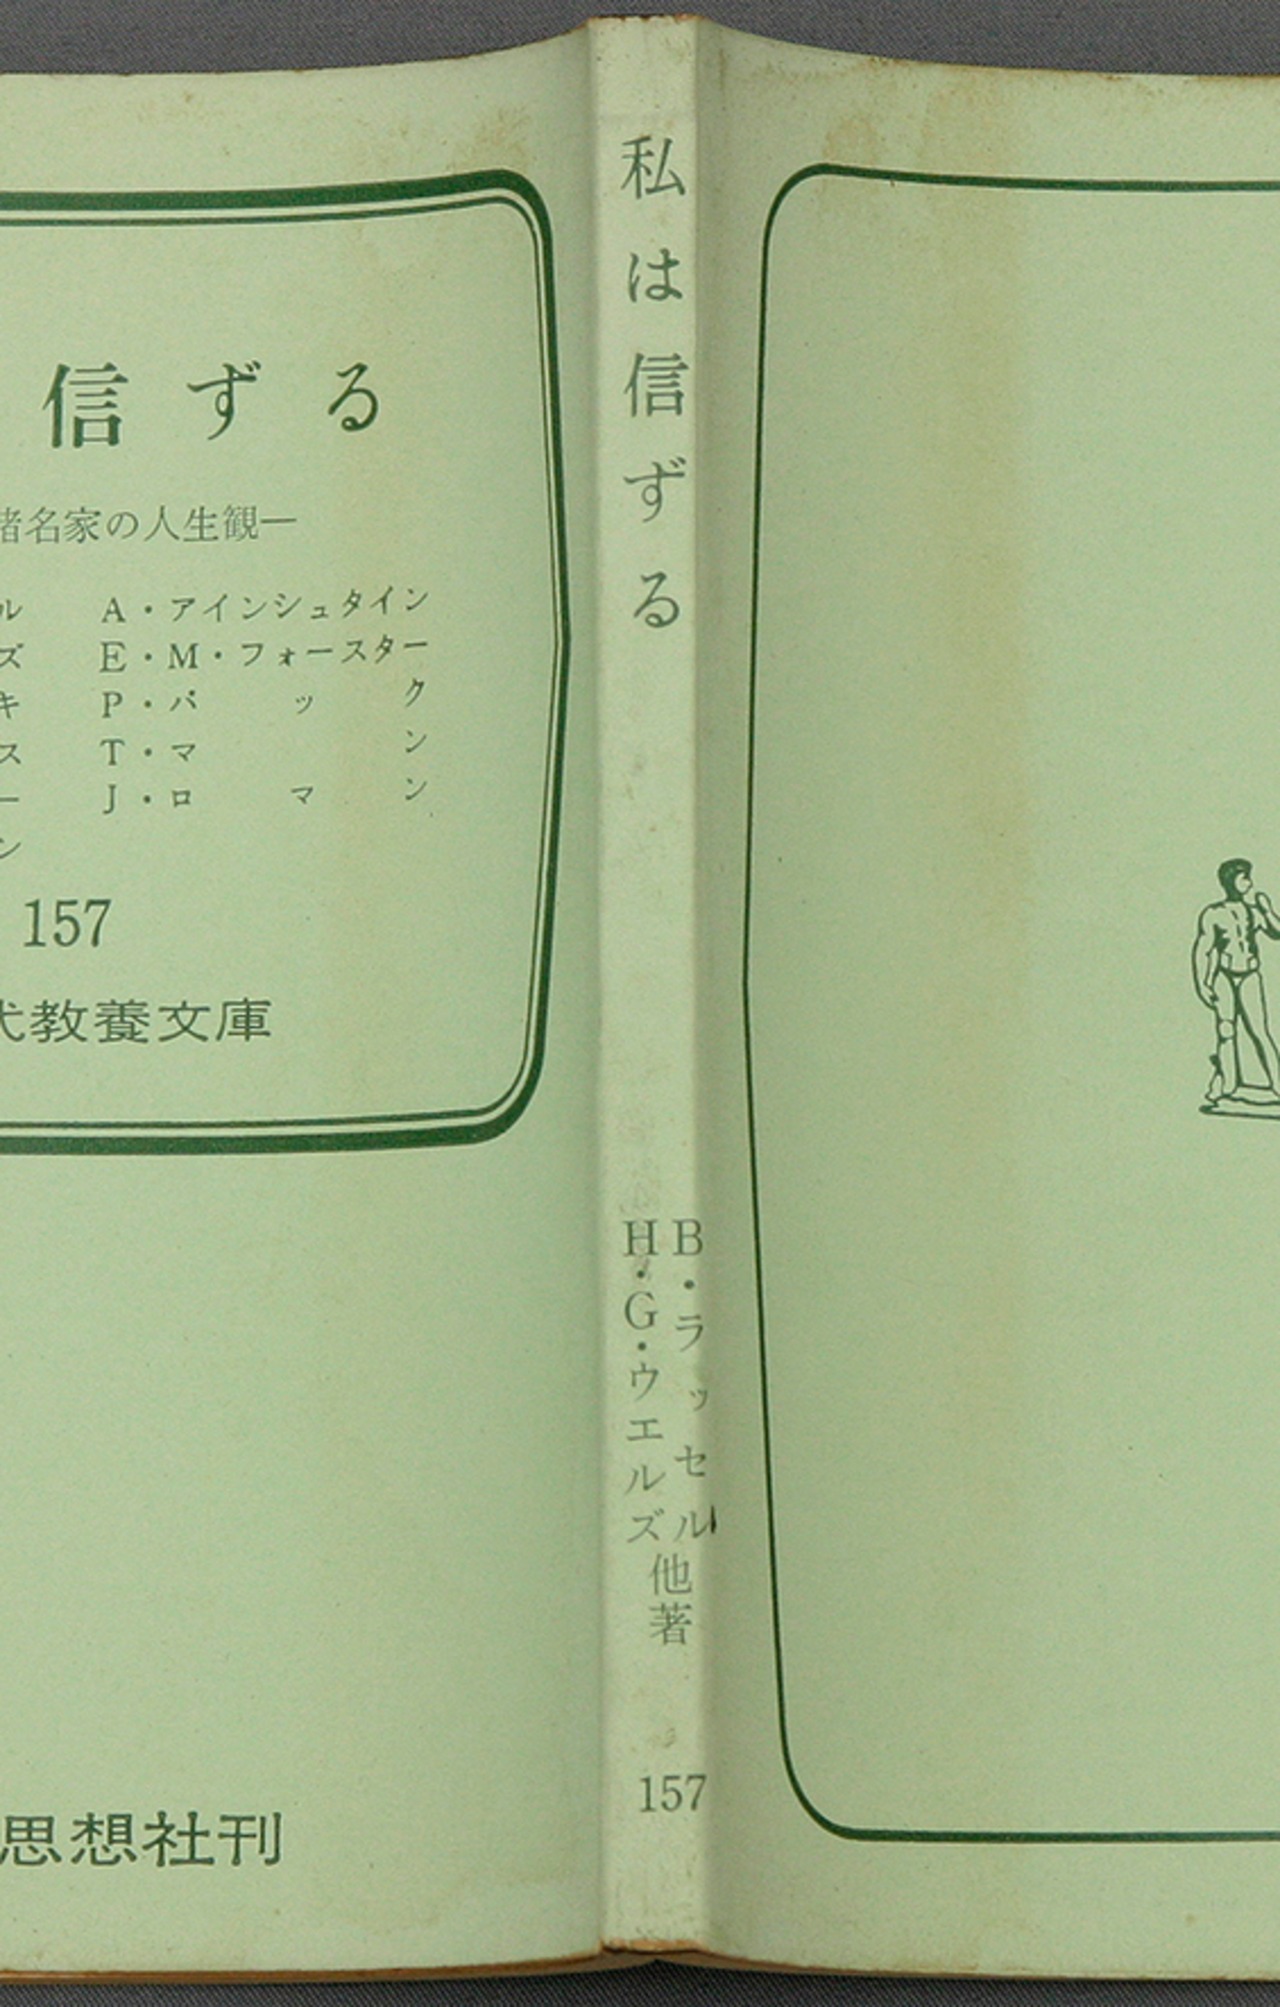 信ずる
諸名家の人生観―
ル A・アインシュタイン
ズ E・M・フォースター
キ P・バック
ス T・マン
ー J・ロマン
ン
157
代教養文庫
思想社刊
私は信ずる
B・ラッセル
H・G・ウエルズ
他著
157